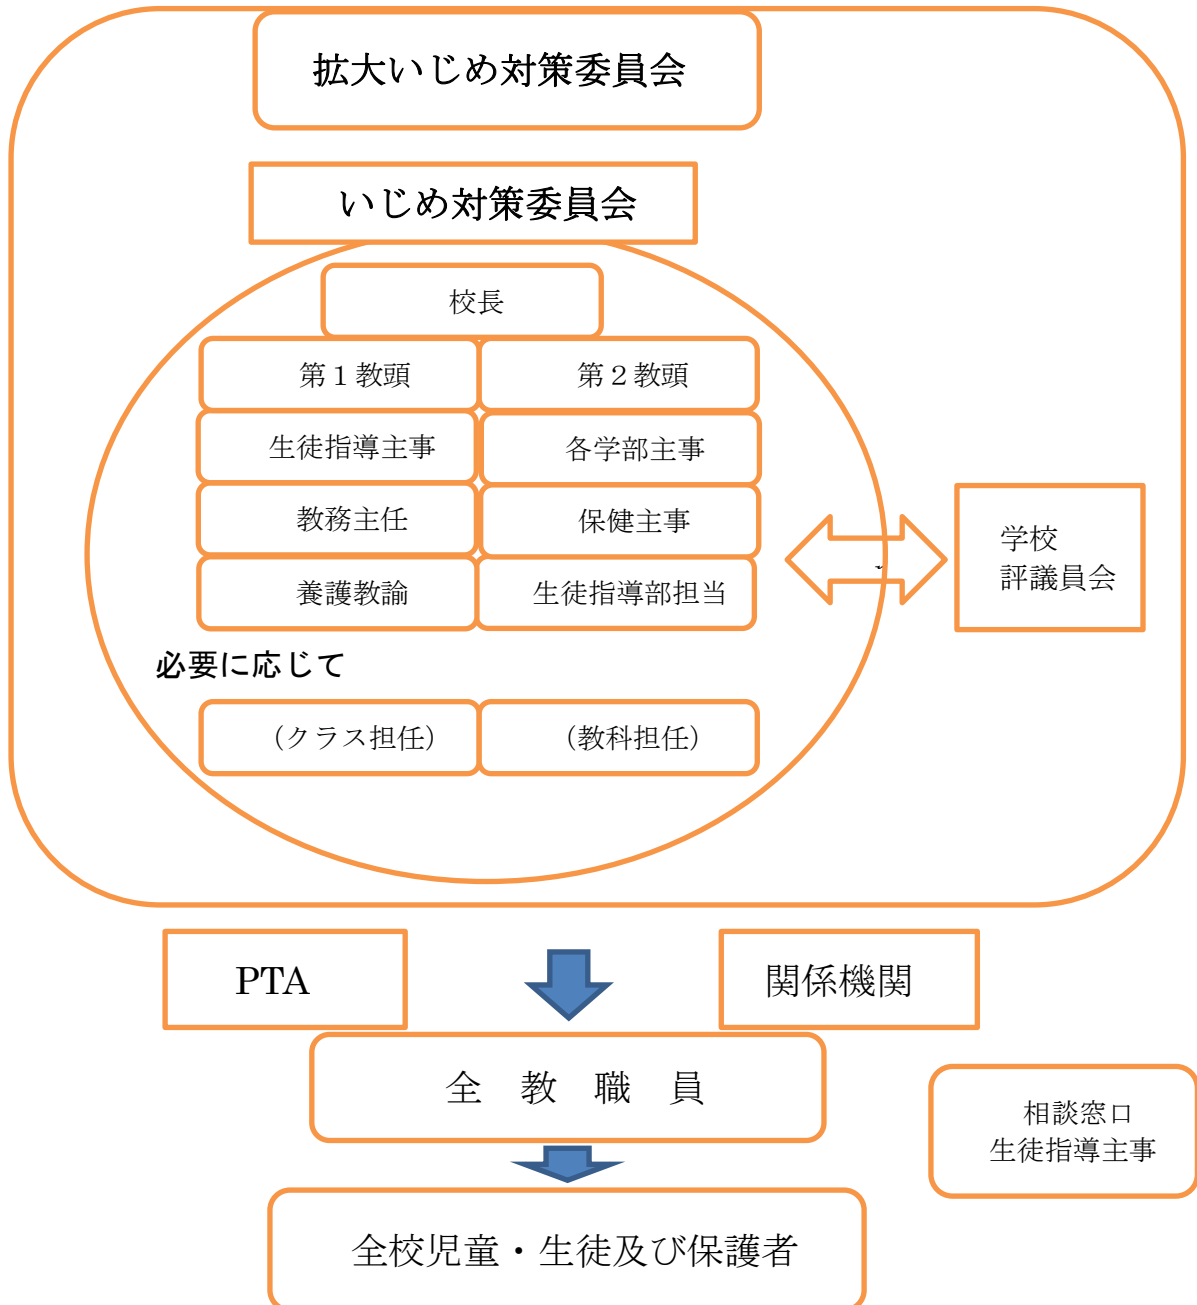 拡大いじめ対策委員会
いじめ対策委員会
校長
第１教頭
第２教頭
生徒指導主事
各学部主事
教務主任
保健主事
養護教諭
生徒指導部担当
学校
評議員会
必要に応じて
（クラス担任）
（教科担任）
PTA
関係機関
全　教　職　員
相談窓口
生徒指導主事
全校児童・生徒及び保護者